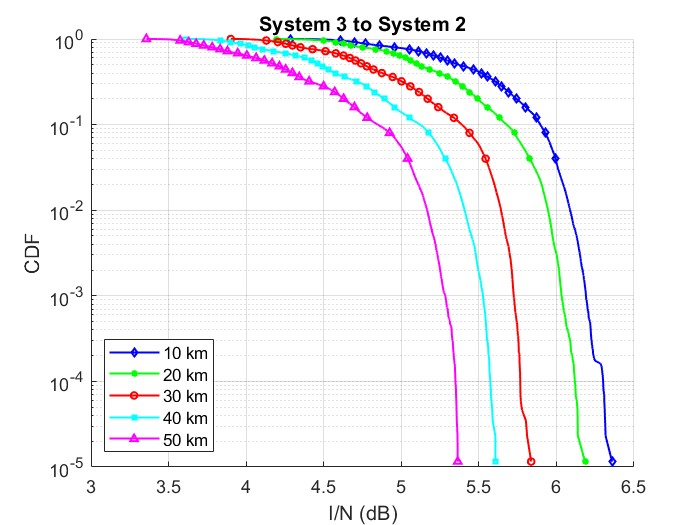 System 3 to System 2
10^0
10^-1
10^-2
10^-3
10^-4
10^-5
CDF
10 km
20 km
30 km
40 km
50 km
3 3.5 4 4.5 5 5.5 6 6.5
I/N (dB)